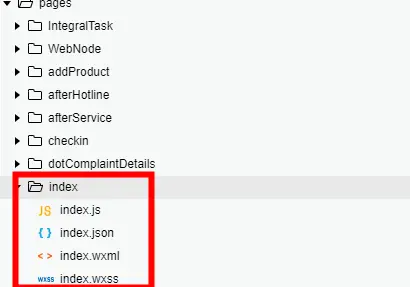 pages
IntegralTask
WebNode
addProduct
afterHotline
afterService
checkin
dotComplaintDetails
index
JS index.js
{ } index.json
< > index.wxml
WXSS index.wxss